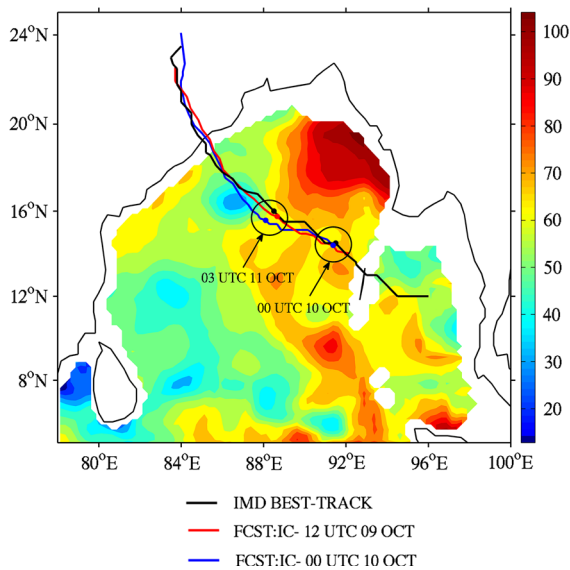 24°N
20°N
16°N
12°N
8°N
80°E
84°E
88°E
92°E
96°E
100°E
100
90
80
70
60
50
40
30
20
03 UTC 11 OCT
00 UTC 10 OCT
IMD BEST-TRACK
FCST:IC- 12 UTC 09 OCT
FCST:IC- 00 UTC 10 OCT